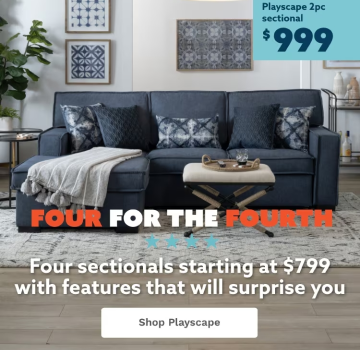 Playscape 2pc
sectional
$999
FOUR FOR THE FOURTH
Four sectionals starting at $799
with features that will surprise you
Shop Playscape